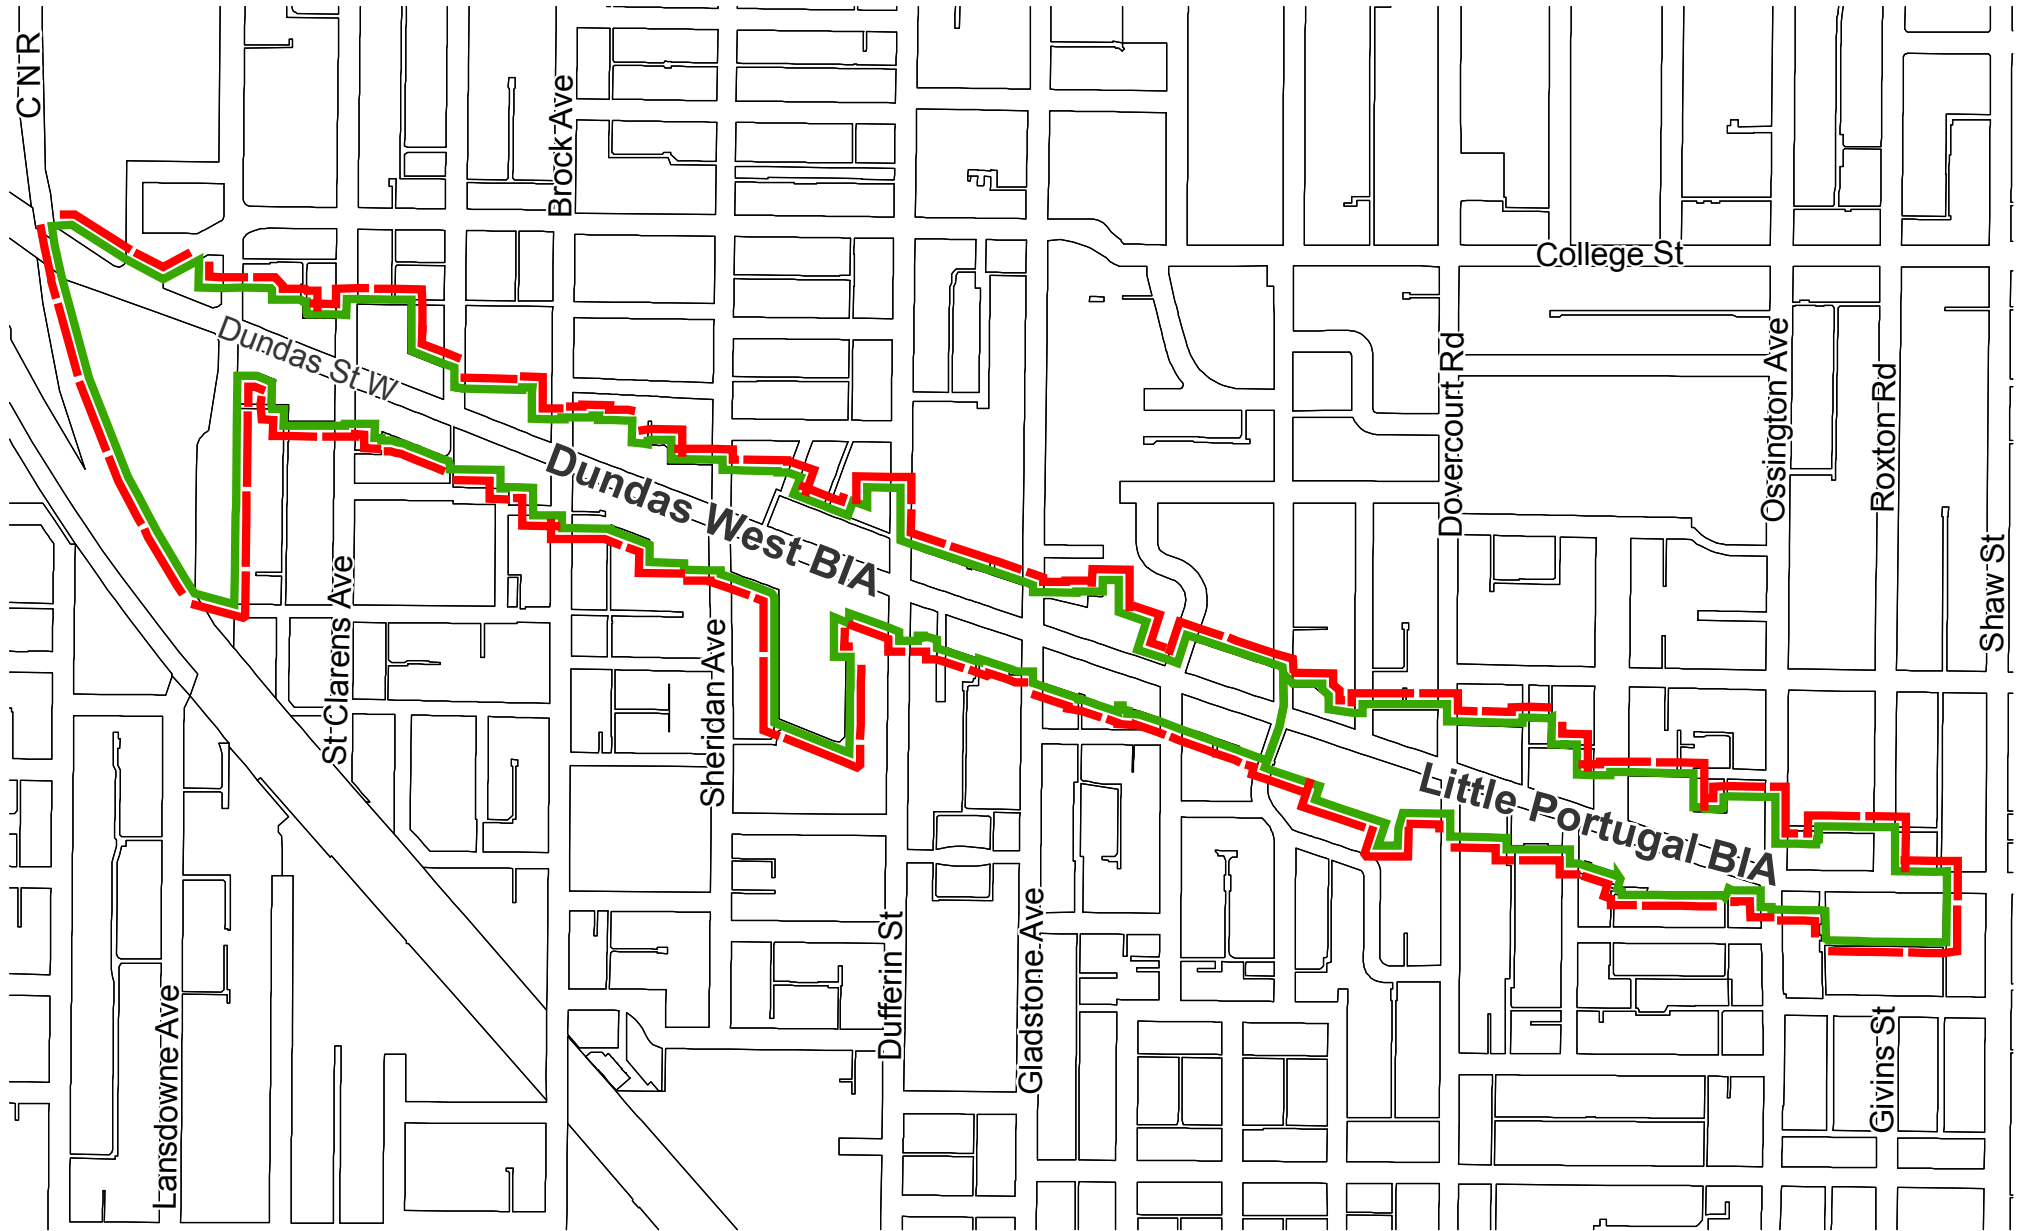 C N R
Brock Ave
College St
Dundas St W
Dovercourt Rd
Ossington Ave
Roxton Rd
Dundas West BIA
Shaw St
St Clarens Ave
Sheridan Ave
Little Portugal BIA
Dufferin St
Gladstone Ave
Lansdowne Ave
Givins St